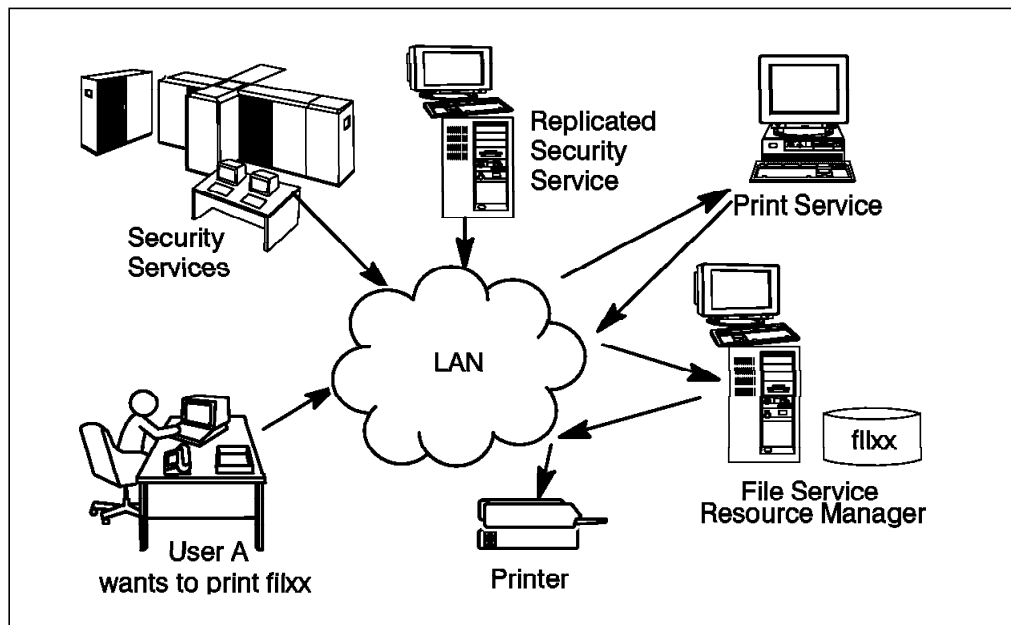 Replicated
Security
Service
Print Service
Security
Services
LAN
filxx
File Service
Resource Manager
User A
wants to print filxx
Printer